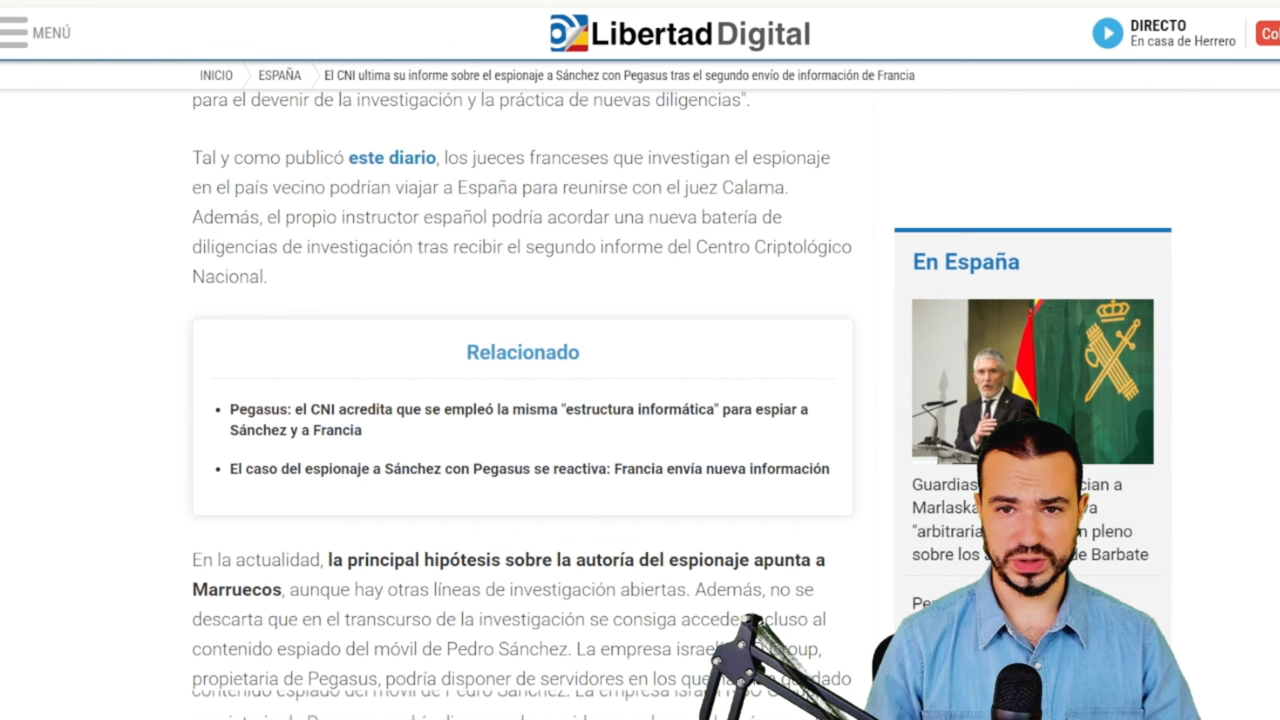 MENÚ
Libertad Digital
DIRECTO
En casa de Herrero
INICIO
ESPAÑA
El CNI ultima su informe sobre el espionaje a Sánchez con Pegasus tras el segundo envío de información de Francia
para el devenir de la investigación y la práctica de nuevas diligencias".
Tal y como publicó este diario, los jueces franceses que investigan el espionaje
en el país vecino podrían viajar a España para reunirse con el juez Calama.
Además, el propio instructor español podría acordar una nueva batería de
diligencias de investigación tras recibir el segundo informe del Centro Criptológico
Nacional.
Relacionado
• Pegasus: el CNI acredita que se empleó la misma "estructura informática" para espiar a
Sánchez y a Francia
• El caso del espionaje a Sánchez con Pegasus se reactiva: Francia envía nueva información
En la actualidad, la principal hipótesis sobre la autoría del espionaje apunta a
Marruecos, aunque hay otras líneas de investigación abiertas. Además, no se
descarta que en el transcurso de la investigación se consiga acceder incluso al
contenido espiado del móvil de Pedro Sánchez. La empresa Group,
propietaria de Pegasus, podría disponer de servidores en los que
En España
Guardias
Marlaska
pleno
sobre los de Barbate